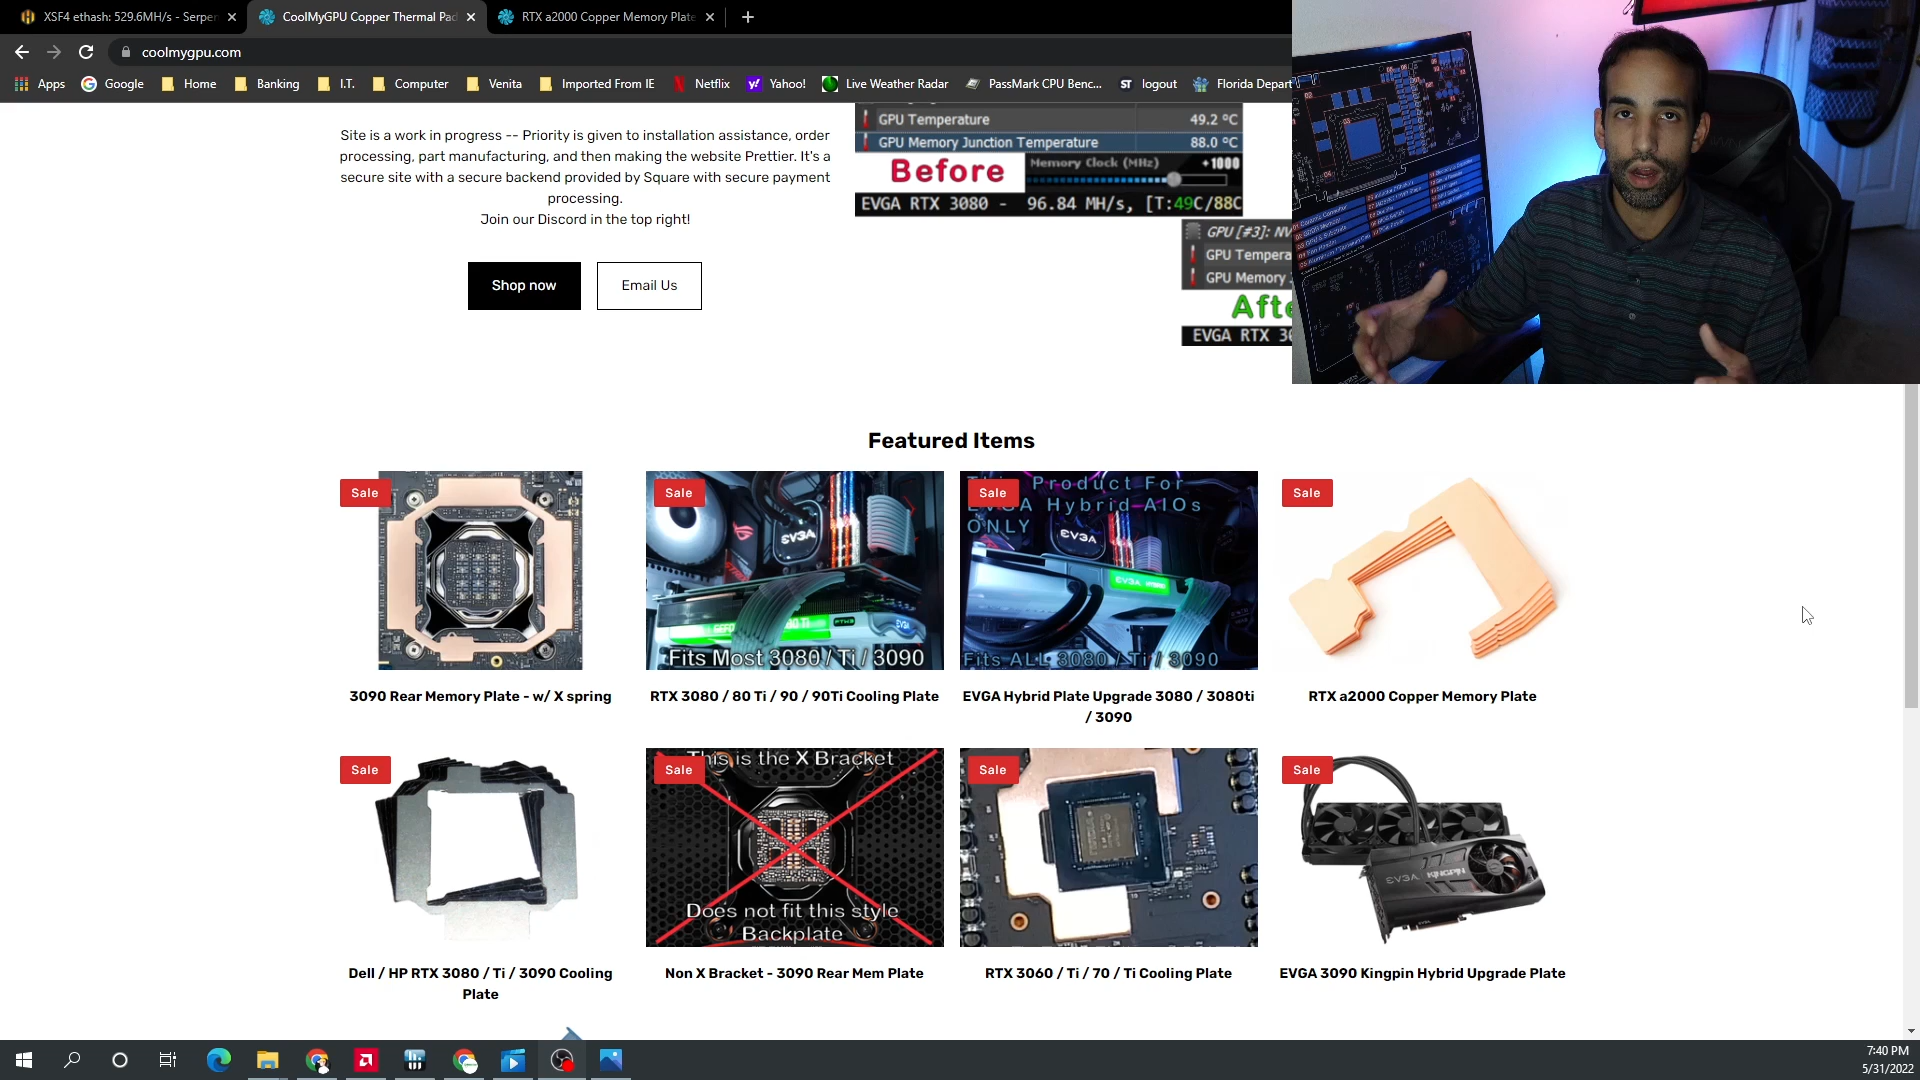 XSF4 ethash: 529.6MH/s - Serper
CoolMyGPU Copper Thermal Pad
RTX a2000 Copper Memory Plate
coolmygpu.com
Apps
Google
Home
Banking
I.T.
Computer
Venita
Imported From IE
Netflix
Yahoo!
Live Weather Radar
PassMark CPU Benc...
ST logout
Florida Depart
Site is a work in progress -- Priority is given to installation assistance, order
processing, part manufacturing, and then making the website Prettier. It's a
secure site with a secure backend provided by Square with secure payment
processing.
Join our Discord in the top right!
Shop now
Email Us
GPU Temperature 49.2 °C
GPU Memory Junction Temperature 88.0 °C
Before
Memory Clock (MHz) +1000
EVGA RTX 3080 - 96.84 MH/s, [T:49C/88C
GPU [#3]: NV
GPU Tempera
GPU Memory
Afte
EVGA RTX 30
Featured Items
Sale
Sale
Sale
Sale
EVGA
Fits Most 3080 / Ti / 3090
Product For
EVGA Hybrid AIOs
ONLY
EVGA
Fits ALL 3080 / Ti / 3090
3090 Rear Memory Plate - w/ X spring
RTX 3080 / 80 Ti / 90 / 90Ti Cooling Plate
EVGA Hybrid Plate Upgrade 3080 / 3080ti
/ 3090
RTX a2000 Copper Memory Plate
Sale
Sale
Sale
Sale
This is the X Bracket
Does not fit this style
Backplate
EVGA KINGPIN
Dell / HP RTX 3080 / Ti / 3090 Cooling
Plate
Non X Bracket - 3090 Rear Mem Plate
RTX 3060 / Ti / 70 / Ti Cooling Plate
EVGA 3090 Kingpin Hybrid Upgrade Plate
7:40 PM
5/31/2022